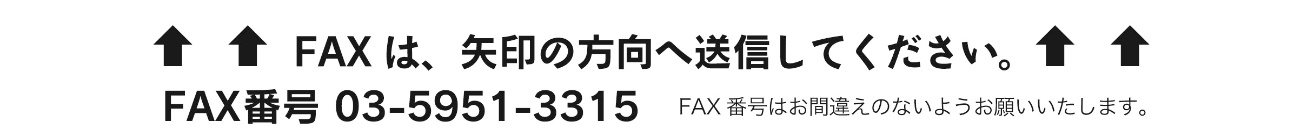 ⬆ ⬆ FAX は、矢印の方向へ送信してください。⬆ ⬆
FAX番号 03-5951-3315 FAX 番号はお間違えのないようお願いいたします。